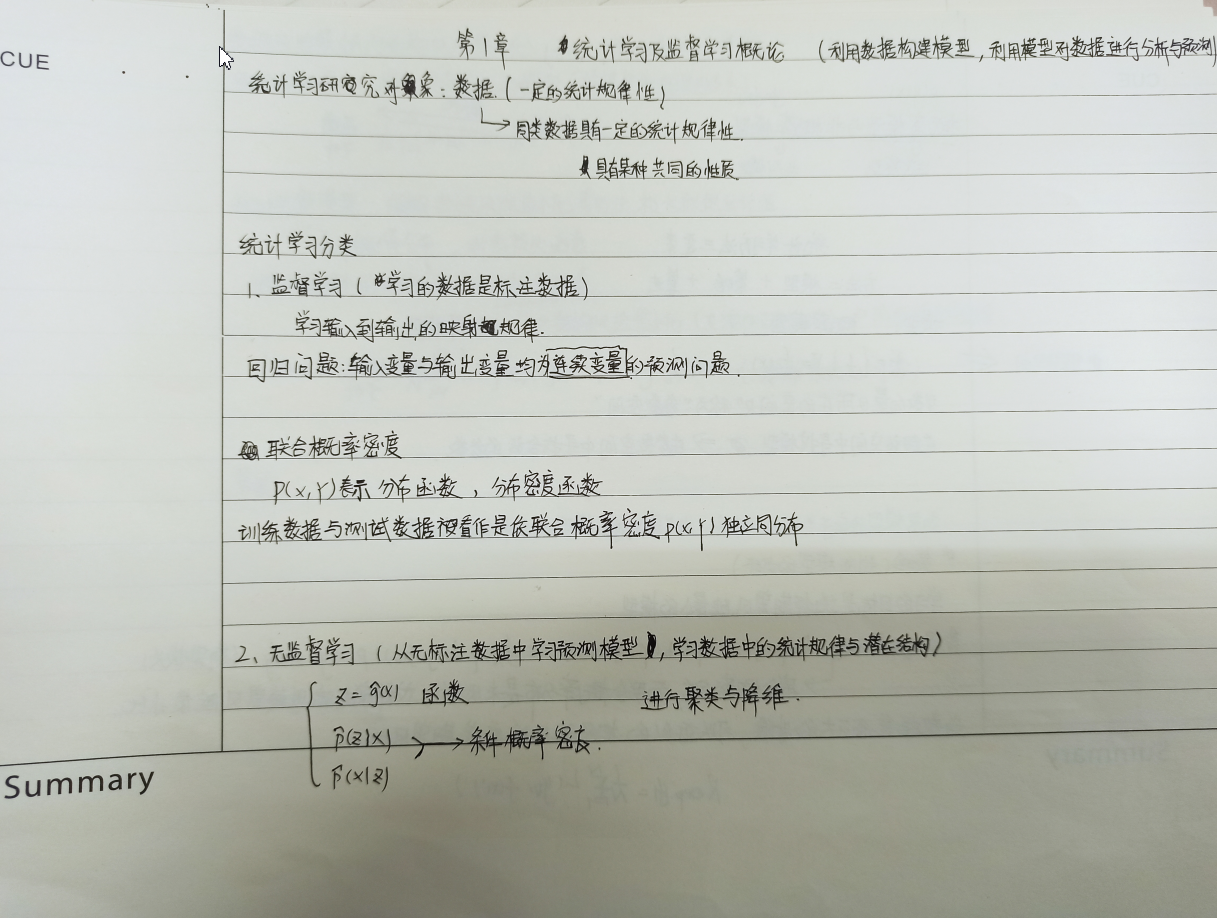 CUE
第1章 统计学习及监督学习概论 (利用数据构建模型,利用模型对数据进行分析与预测)
统计学习研究对象:数据.(一定的统计规律性)
→同类数据具有一定的统计规律性.
具有某种共同的性质.
统计学习分类
1、监督学习(学习的数据是标注数据)
学习输入到输出的映射规律.
回归问题:输入变量与输出变量均为连续变量的预测问题.
联合概率密度
P(x,Y)表示分布函数,分布密度函数
训练数据与测试数据被看作是依联合概率密度P(x,Y)独立同分布
2、无监督学习(从无标注数据中学习预测模型,学习数据中的统计规律与潜在结构)
z=g(x) 函数 进行聚类与降维.
p̂(z|x) →条件概率密度.
p̂(x|z)
Summary